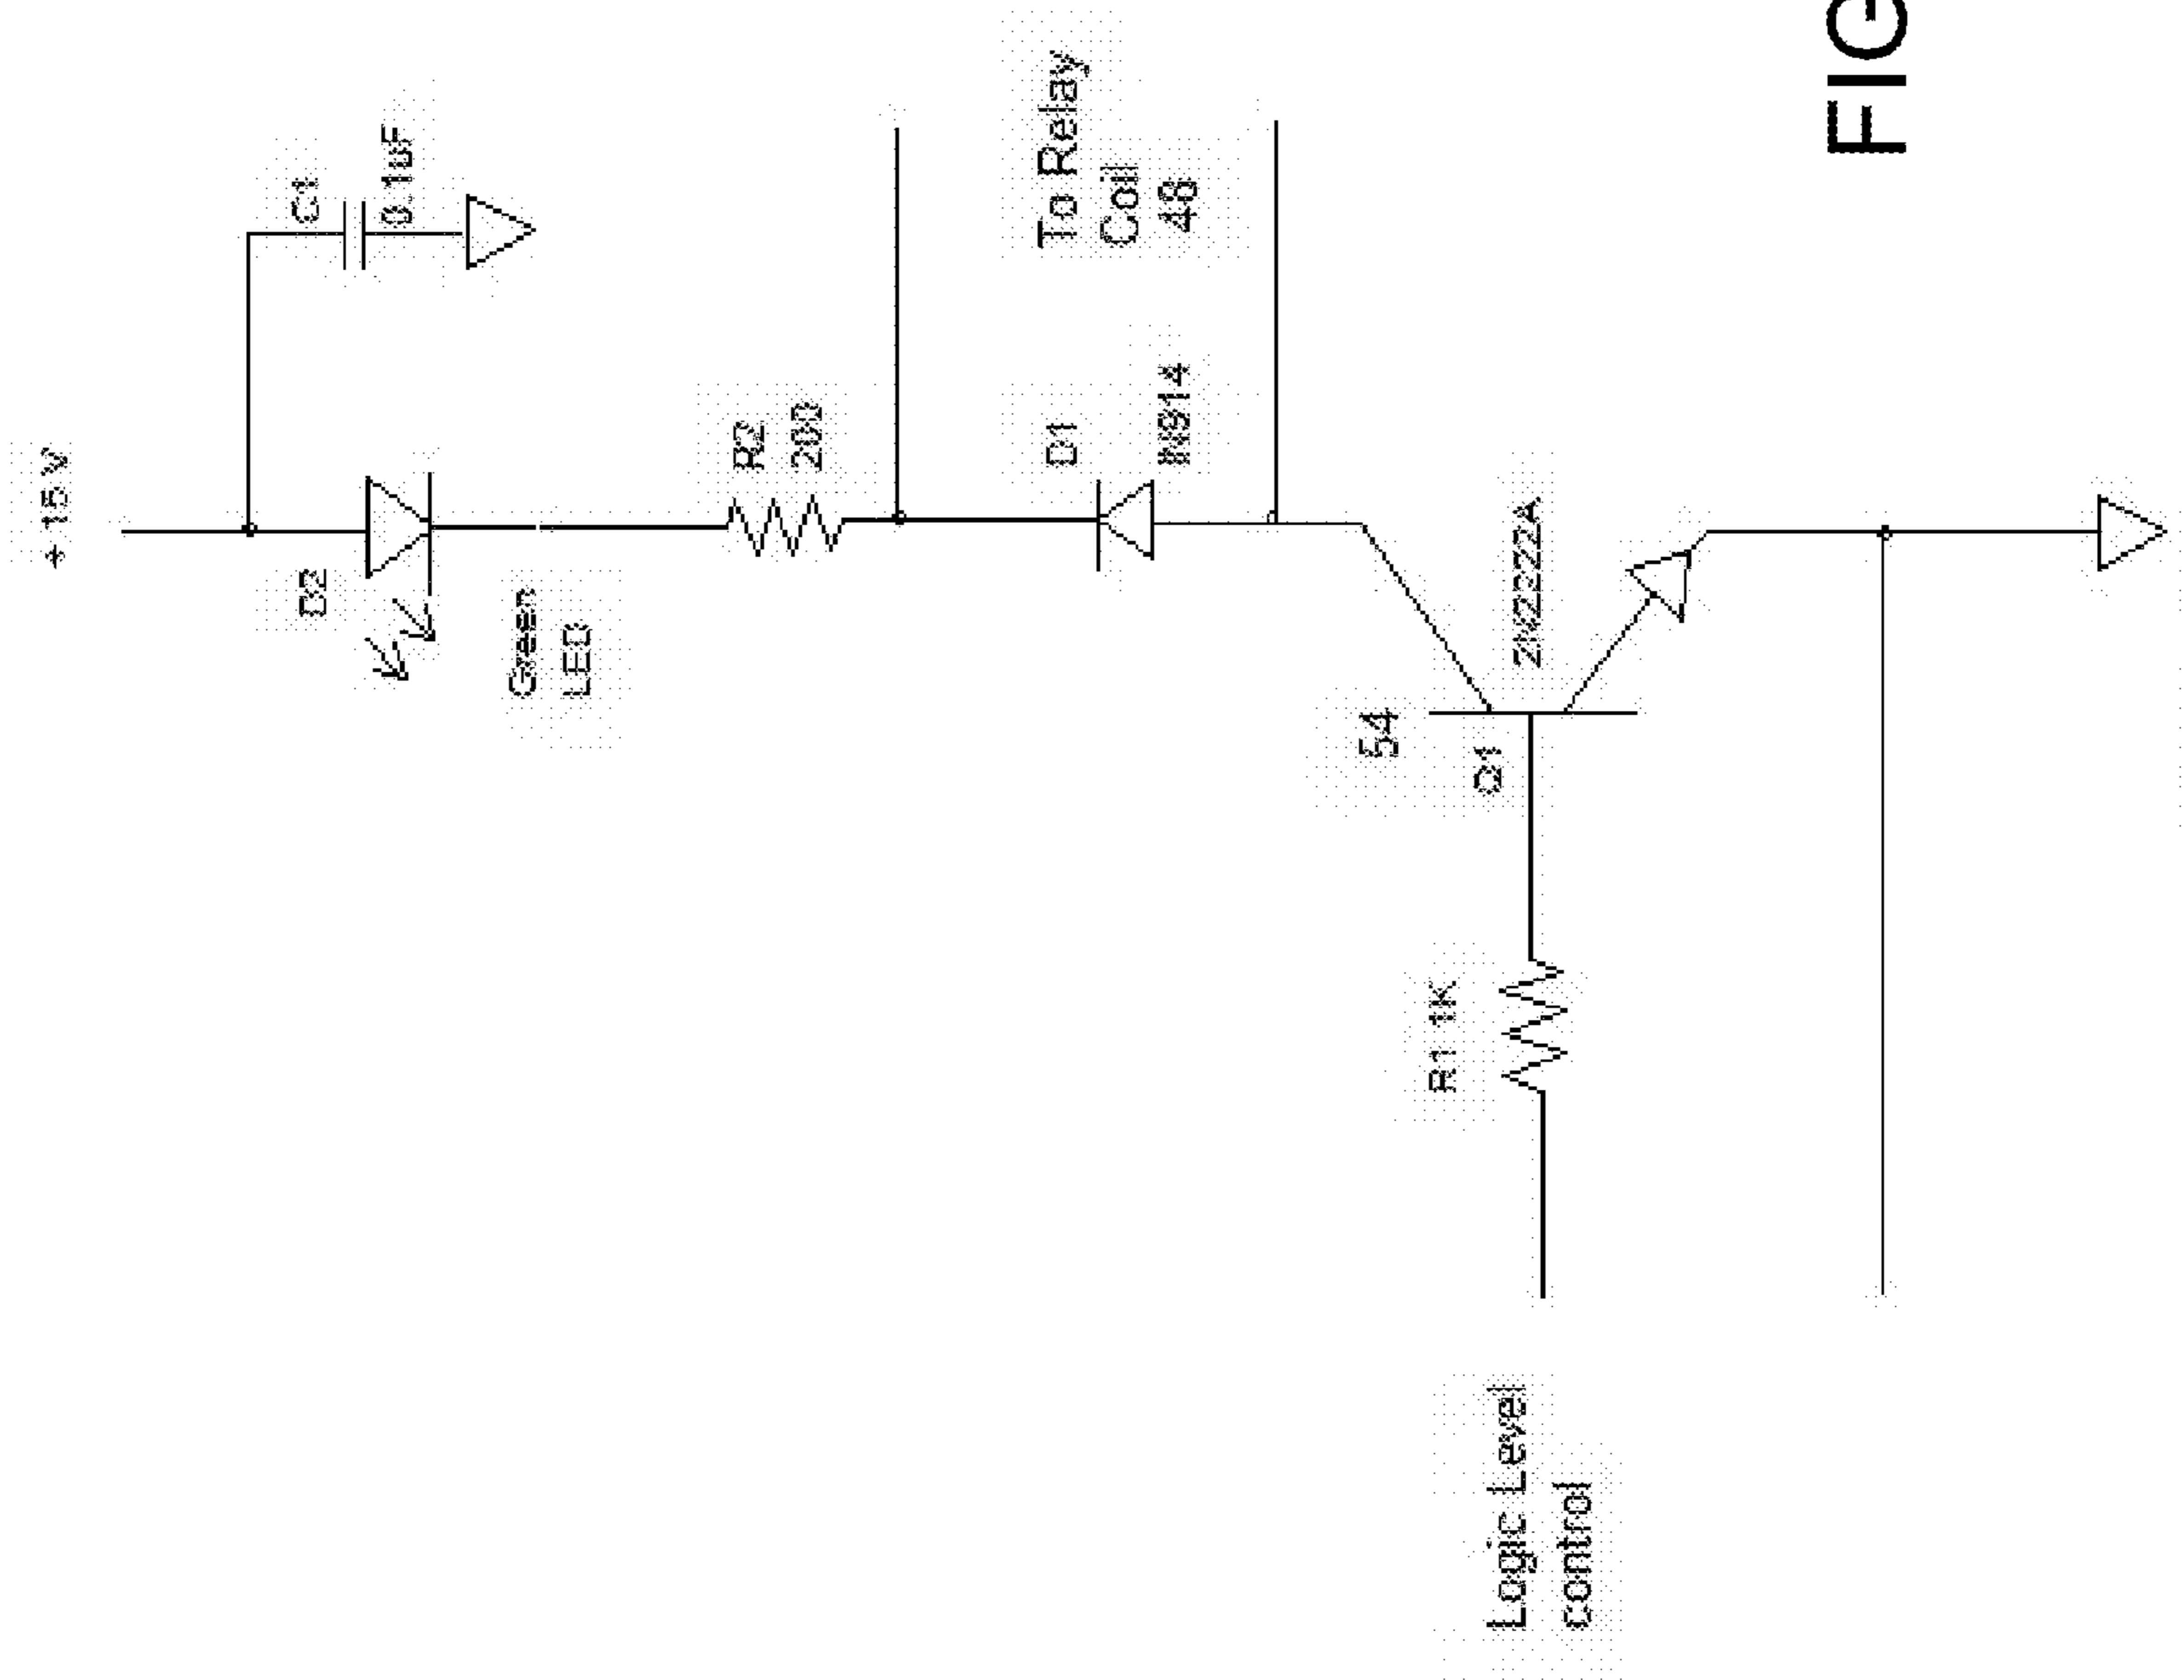 +15 V
C1
0.1uF
D2
Green
LED
R2
200
To Relay
Coil
48
D1
IN914
2N2222A
54
Q1
R1 1K
Logic Level
control
FIG